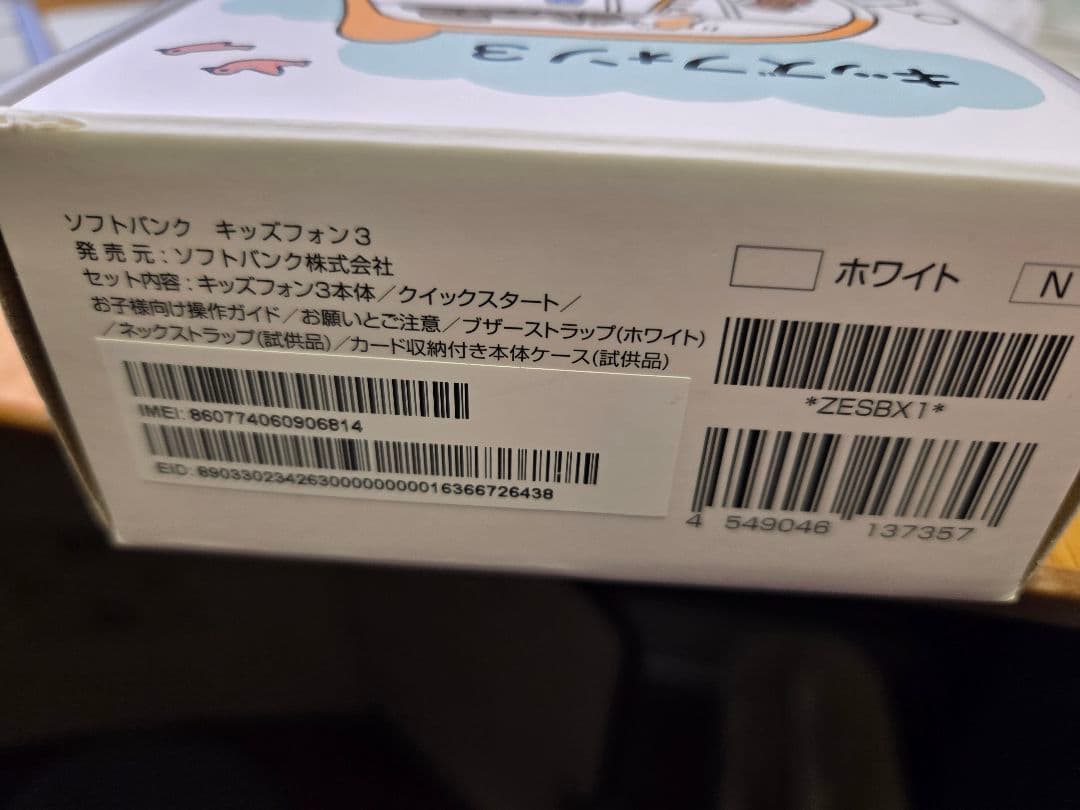 キッズフォン3
ソフトバンク キッズフォン3
発売元：ソフトバンク株式会社
セット内容：キッズフォン3本体／クイックスタート／
お子様向け操作ガイド／お願いとご注意／ブザーストラップ(ホワイト)
／ネックストラップ(試供品)／カード収納付き本体ケース(試供品)
IMEI: 860774060906814
EID: 89033023426300000000016366726438
ホワイト
N
*ZESBX1*
4 549046 137357